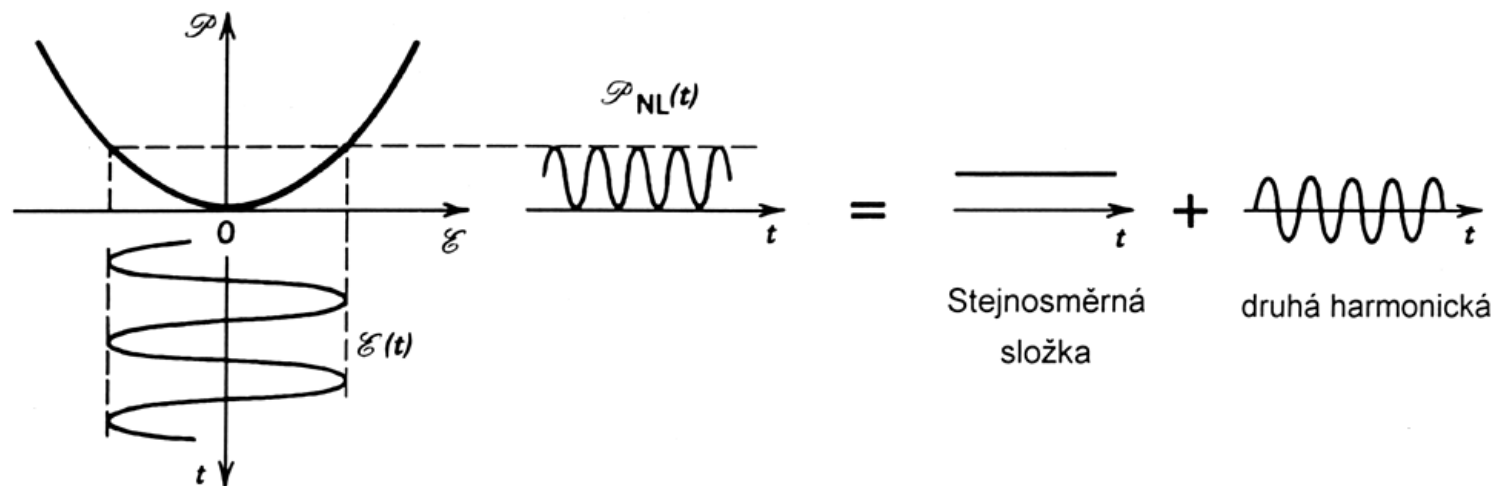 𝒫
𝒫NL(t)
0
ℰ
t
=
t
+
t
ℰ(t)
Stejnosměrná
složka
druhá harmonická
t